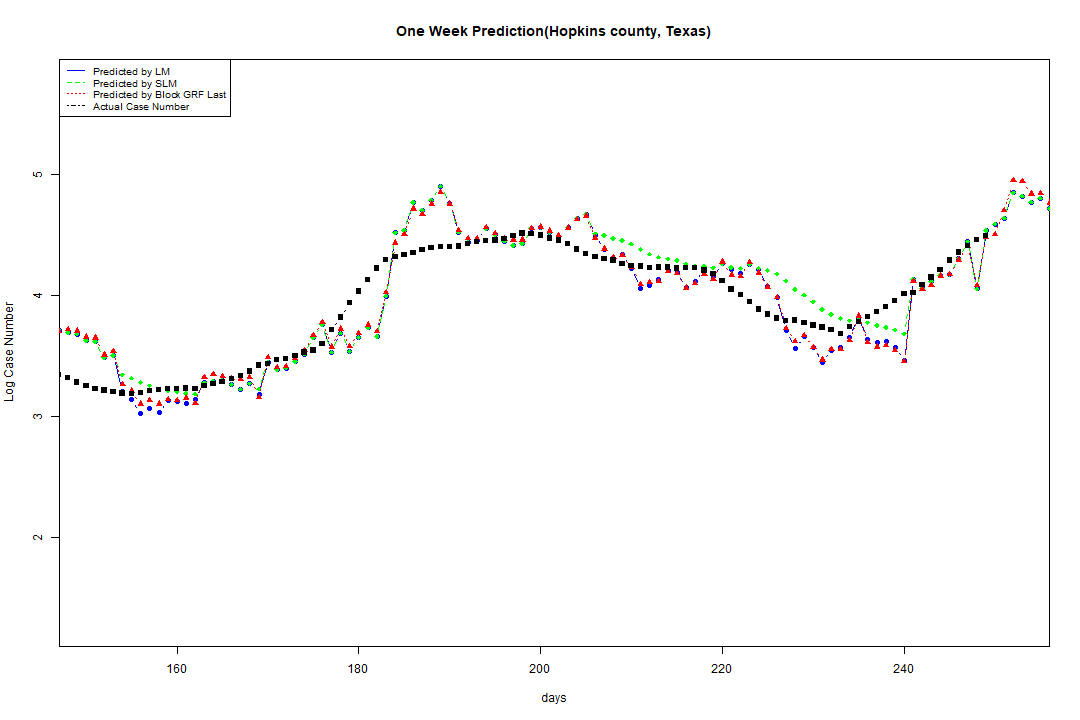 One Week Prediction(Hopkins county, Texas)
Predicted by LM
Predicted by SLM
Predicted by Block GRF Last
Actual Case Number
5
4
3
2
Log Case Number
160 180 200 220 240
days